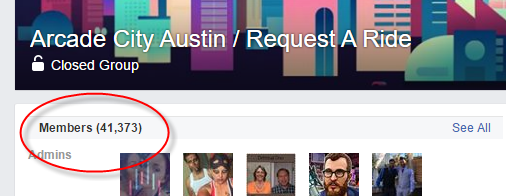 Arcade City Austin / Request A Ride
Closed Group
Members (41,373) See All
Admins